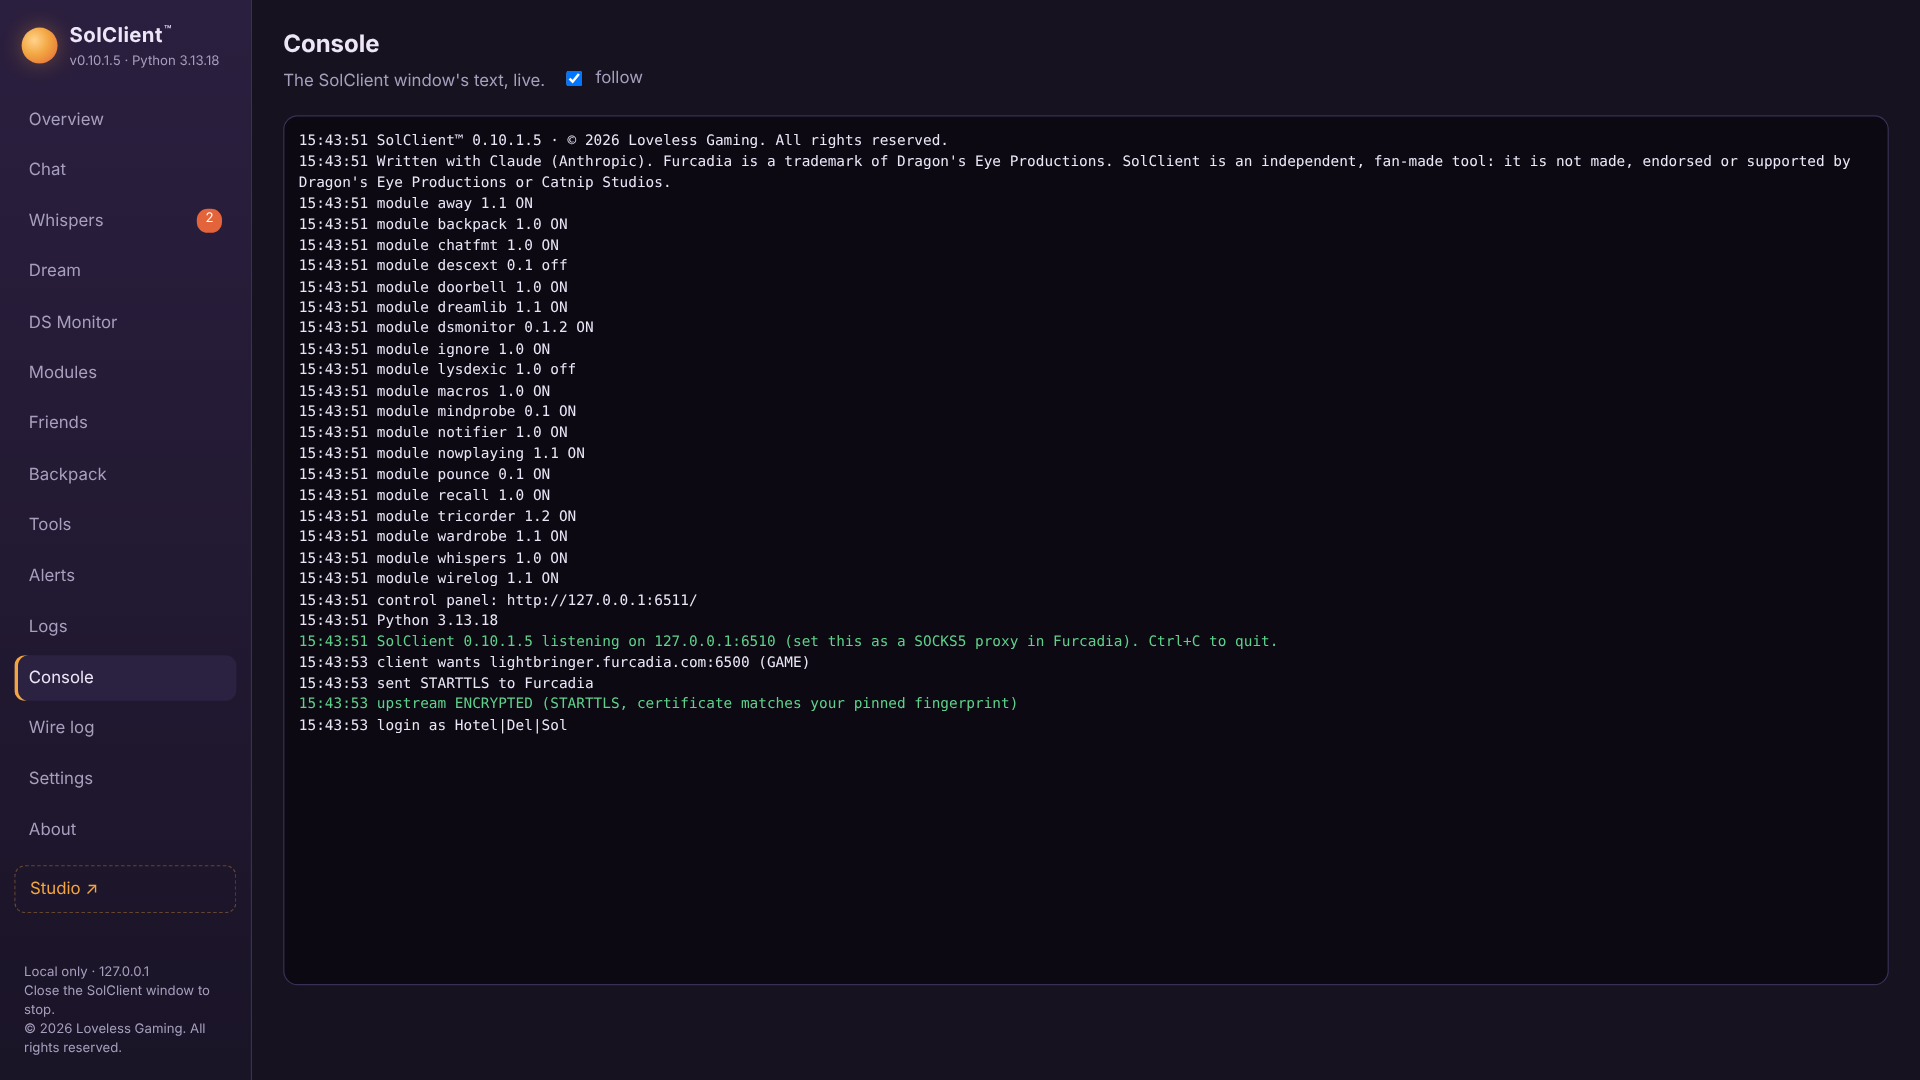 SolClient™
v0.10.1.5 · Python 3.13.18
Overview
Chat
Whispers
2
Dream
DS Monitor
Modules
Friends
Backpack
Tools
Alerts
Logs
Console
Wire log
Settings
About
Studio ↗
Local only · 127.0.0.1
Close the SolClient window to
stop.
© 2026 Loveless Gaming. All
rights reserved.
Console
The SolClient window's text, live.
follow
15:43:51 SolClient™ 0.10.1.5 · © 2026 Loveless Gaming. All rights reserved.
15:43:51 Written with Claude (Anthropic). Furcadia is a trademark of Dragon's Eye Productions. SolClient is an independent, fan-made tool: it is not made, endorsed or supported by
Dragon's Eye Productions or Catnip Studios.
15:43:51 module away 1.1 ON
15:43:51 module backpack 1.0 ON
15:43:51 module chatfmt 1.0 ON
15:43:51 module descext 0.1 off
15:43:51 module doorbell 1.0 ON
15:43:51 module dreamlib 1.1 ON
15:43:51 module dsmonitor 0.1.2 ON
15:43:51 module ignore 1.0 ON
15:43:51 module lysdexic 1.0 off
15:43:51 module macros 1.0 ON
15:43:51 module mindprobe 0.1 ON
15:43:51 module notifier 1.0 ON
15:43:51 module nowplaying 1.1 ON
15:43:51 module pounce 0.1 ON
15:43:51 module recall 1.0 ON
15:43:51 module tricorder 1.2 ON
15:43:51 module wardrobe 1.1 ON
15:43:51 module whispers 1.0 ON
15:43:51 module wirelog 1.1 ON
15:43:51 control panel: http://127.0.0.1:6511/
15:43:51 Python 3.13.18
15:43:51 SolClient 0.10.1.5 listening on 127.0.0.1:6510 (set this as a SOCKS5 proxy in Furcadia). Ctrl+C to quit.
15:43:53 client wants lightbringer.furcadia.com:6500 (GAME)
15:43:53 sent STARTTLS to Furcadia
15:43:53 upstream ENCRYPTED (STARTTLS, certificate matches your pinned fingerprint)
15:43:53 login as Hotel|Del|Sol